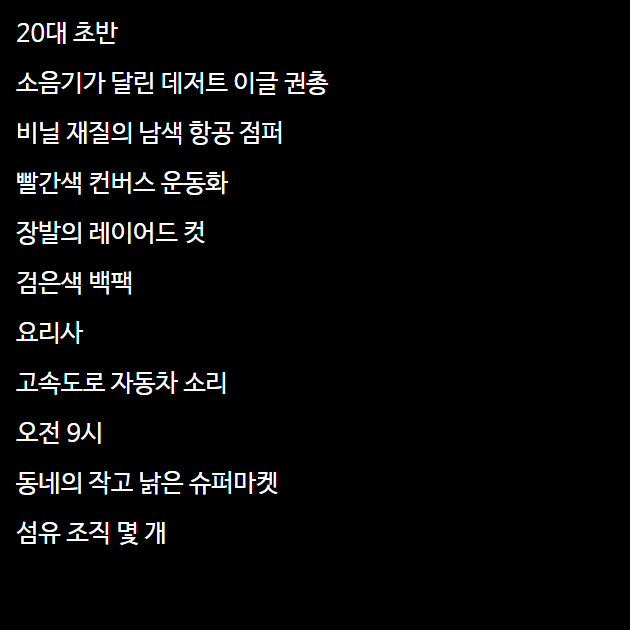 20대 초반
소음기가 달린 데저트 이글 권총
비닐 재질의 남색 항공 점퍼
빨간색 컨버스 운동화
장발의 레이어드 컷
검은색 백팩
요리사
고속도로 자동차 소리
오전 9시
동네의 작고 낡은 슈퍼마켓
섬유 조직 몇 개